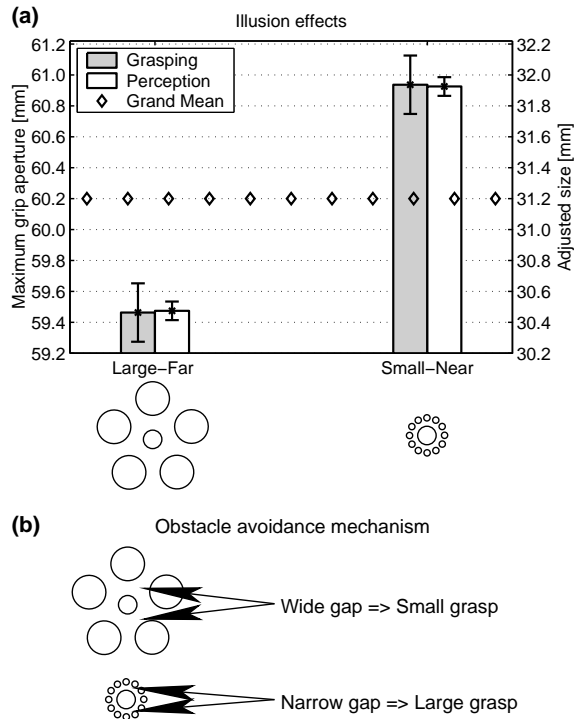 (a)
Illusion effects
Grasping
Perception
Grand Mean
Maximum grip aperture [mm]
61.2
61.0
60.8
60.6
60.4
60.2
60.0
59.8
59.6
59.4
59.2
32.2
32.0
31.8
31.6
31.4
31.2
31.0
30.8
30.6
30.4
30.2
Adjusted size [mm]
Large−Far
Small−Near
(b)
Obstacle avoidance mechanism
Wide gap => Small grasp
Narrow gap => Large grasp